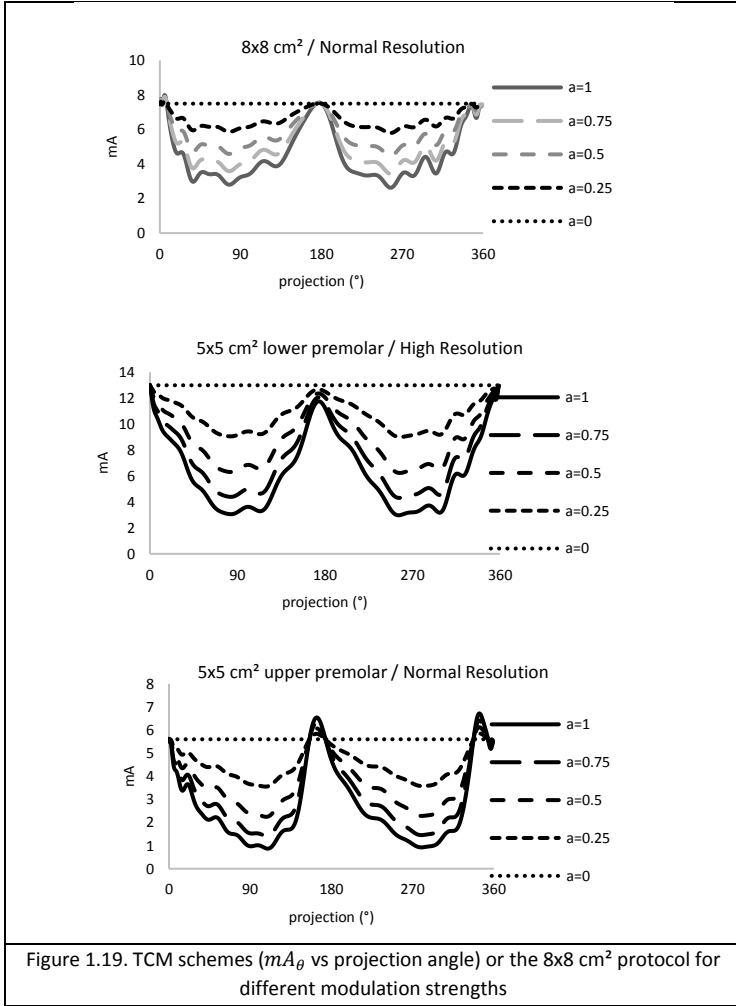 8x8 cm² / Normal Resolution
10
8
6
4
2
0
mA
0 90 180 270 360
projection (°)
a=1
a=0.75
a=0.5
a=0.25
a=0
5x5 cm² lower premolar / High Resolution
14
12
10
8
6
4
2
0
mA
0 90 180 270 360
projection (°)
a=1
a=0.75
a=0.5
a=0.25
a=0
5x5 cm² upper premolar / Normal Resolution
8
7
6
5
4
3
2
1
0
mA
0 90 180 270 360
projection (°)
a=1
a=0.75
a=0.5
a=0.25
a=0
Figure 1.19. TCM schemes (mAθ vs projection angle) or the 8x8 cm² protocol for
different modulation strengths